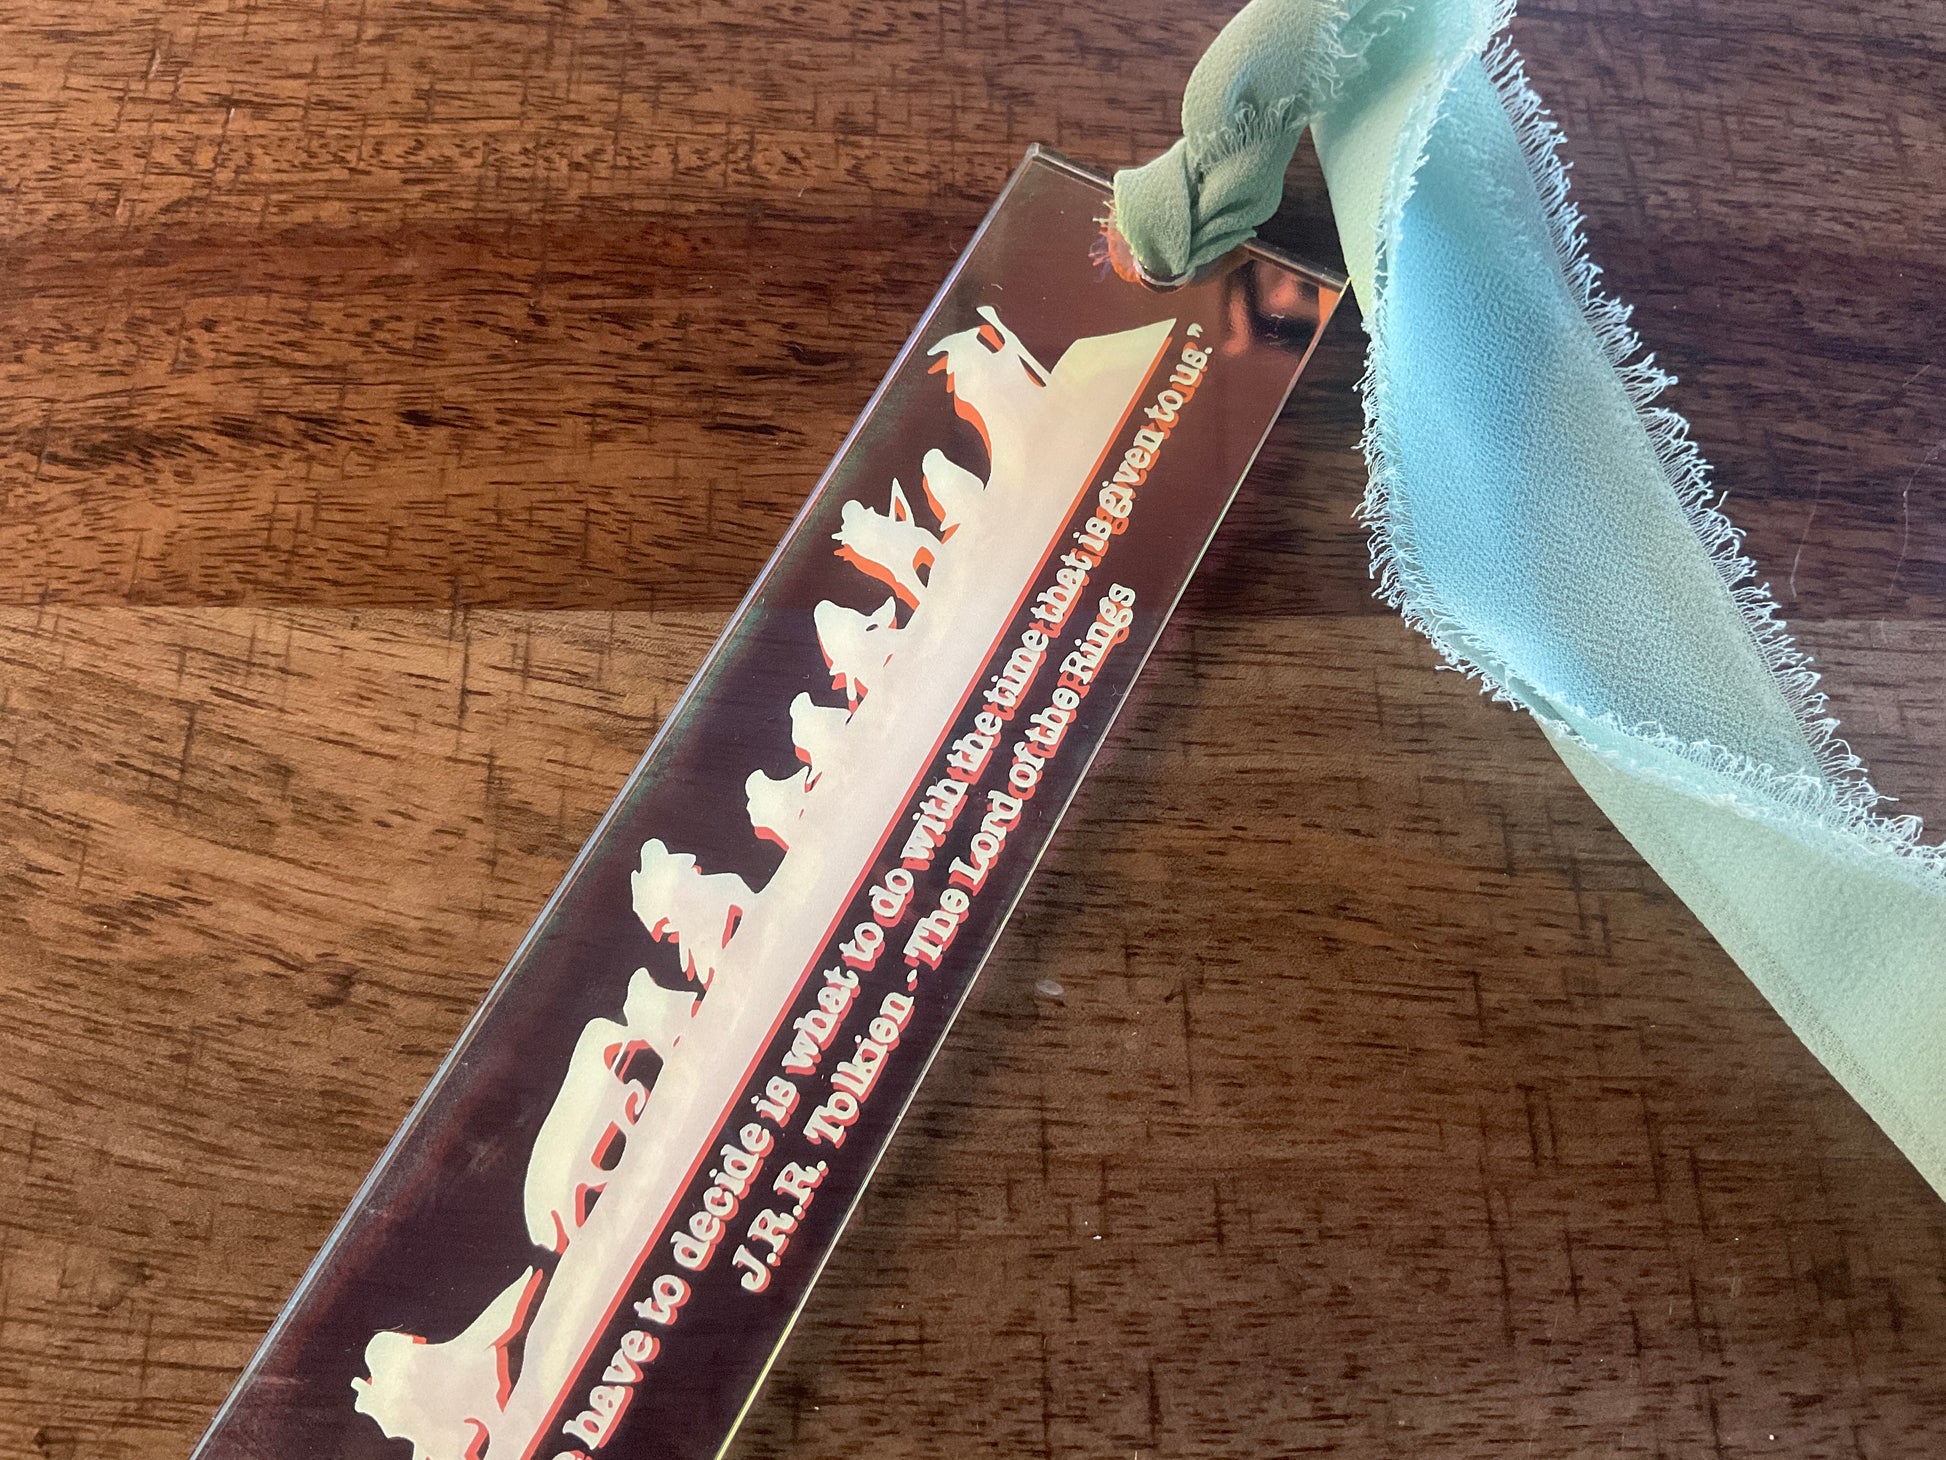 have to decide is what to do with the time that is given to us.”
J.R.R. Tolkien - The Lord of the Rings